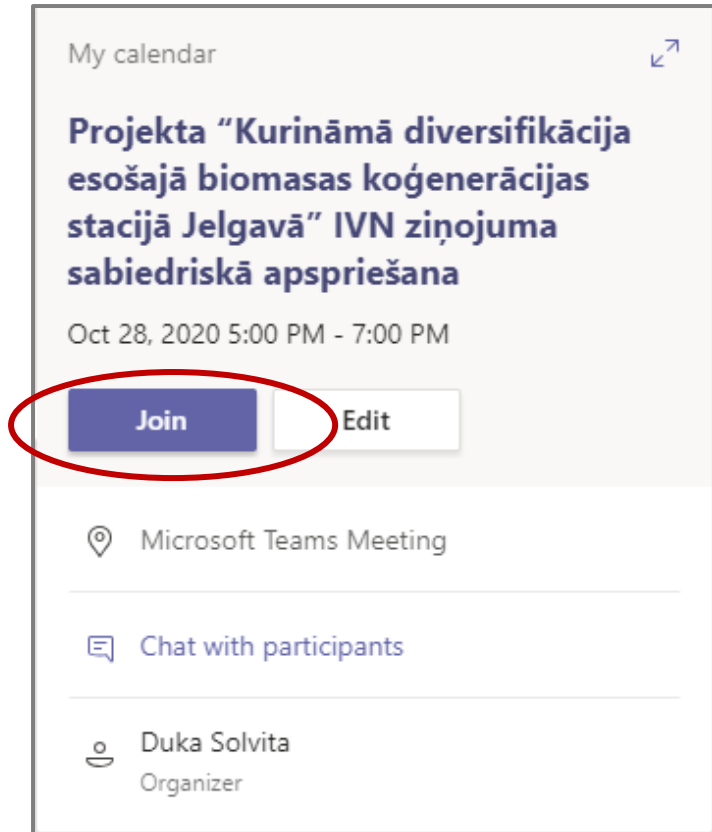 My calendar
Projekta “Kurināmā diversifikācija
esošajā biomasas koģenerācijas
stacijā Jelgavā” IVN ziņojuma
sabiedriskā apspriešana
Oct 28, 2020 5:00 PM - 7:00 PM
Join Edit
Microsoft Teams Meeting
Chat with participants
Duka Solvita
Organizer